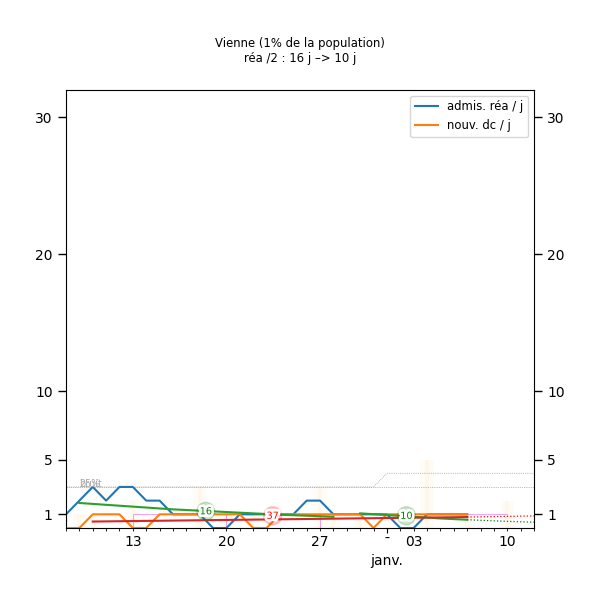 Vienne (1% de la population)
réa /2 : 16 j –> 10 j
admis. réa / j
nouv. dc / j
30 30
20 20
10 10
5 5
1 1
16 37 10
13 20 27 - 03 10
janv.